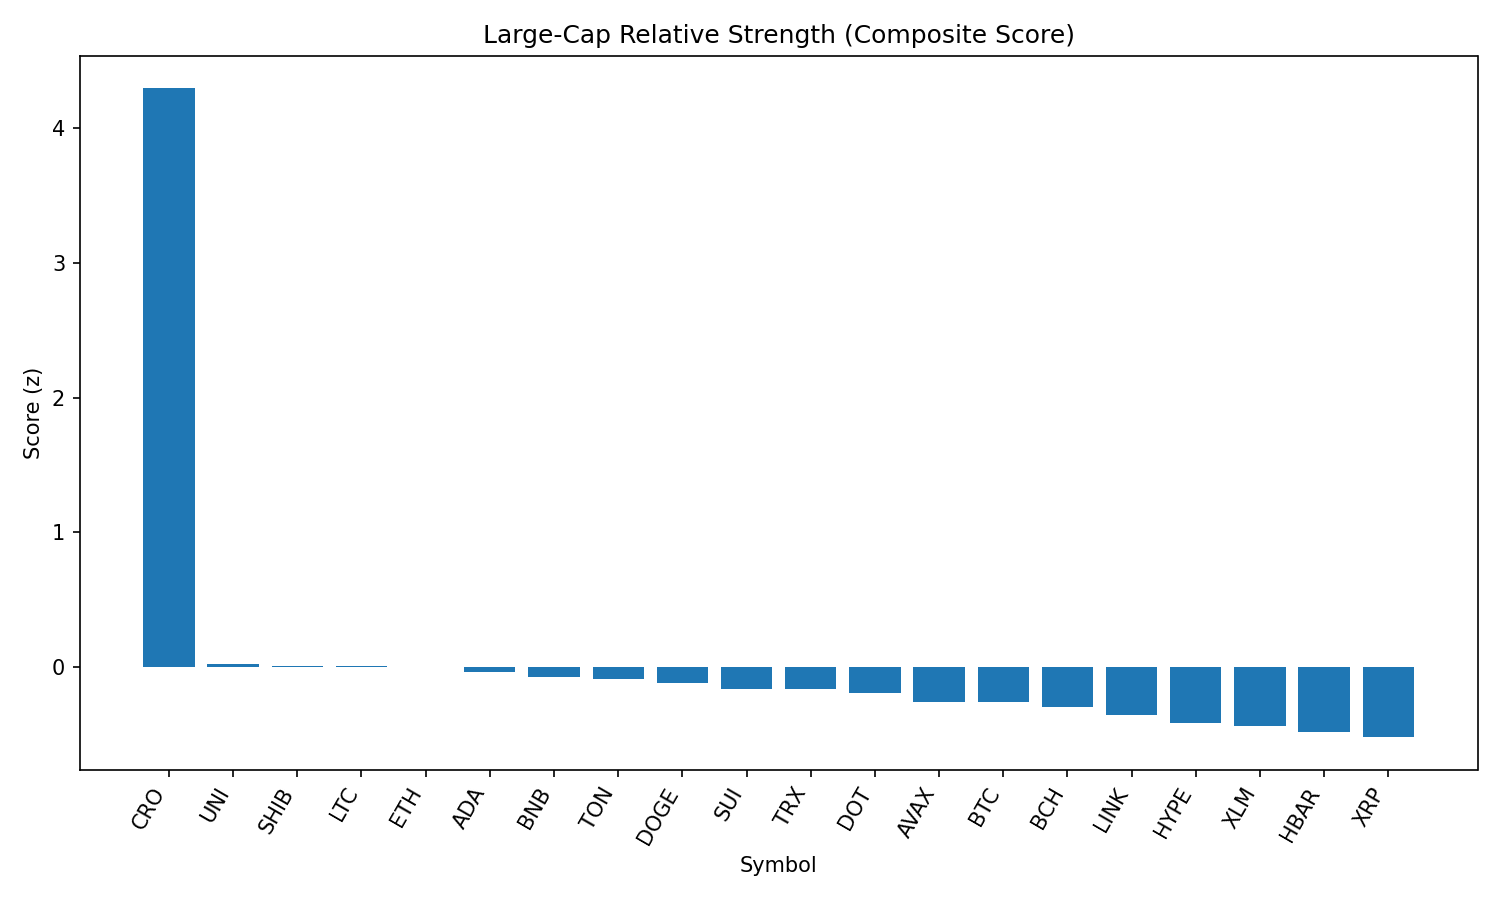 Large-Cap Relative Strength (Composite Score)
Score (z)
4
3
2
1
0
CRO
UNI
SHIB
LTC
ETH
ADA
BNB
TON
DOGE
SUI
TRX
DOT
AVAX
BTC
BCH
LINK
HYPE
XLM
HBAR
XRP
Symbol